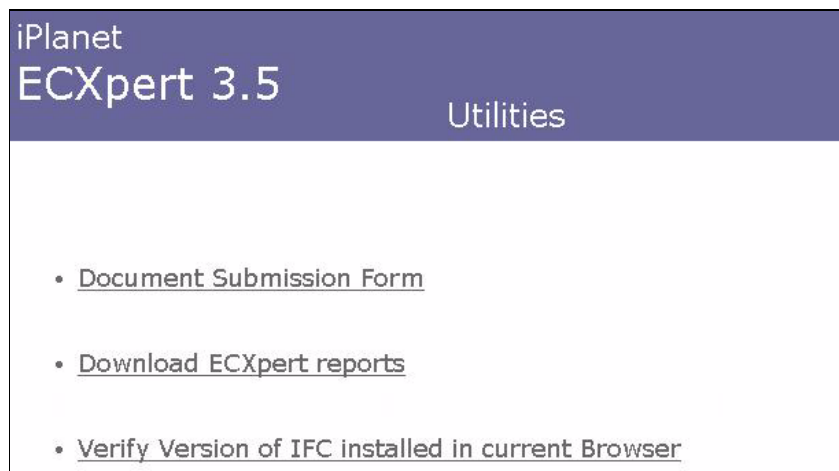 iPlanet
ECXpert 3.5
Utilities
• Document Submission Form
• Download ECXpert reports
• Verify Version of IFC installed in current Browser